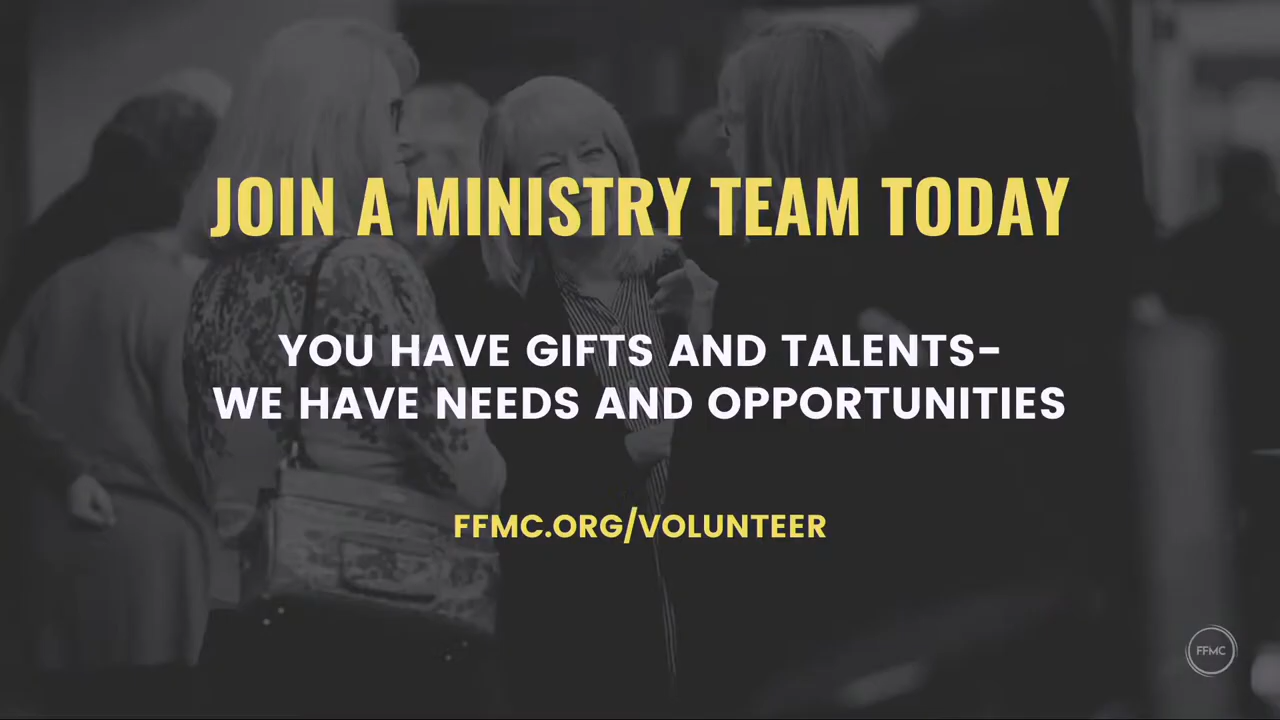 JOIN A MINISTRY TEAM TODAY
YOU HAVE GIFTS AND TALENTS-
WE HAVE NEEDS AND OPPORTUNITIES
FFMC.ORG/VOLUNTEER
FFMC